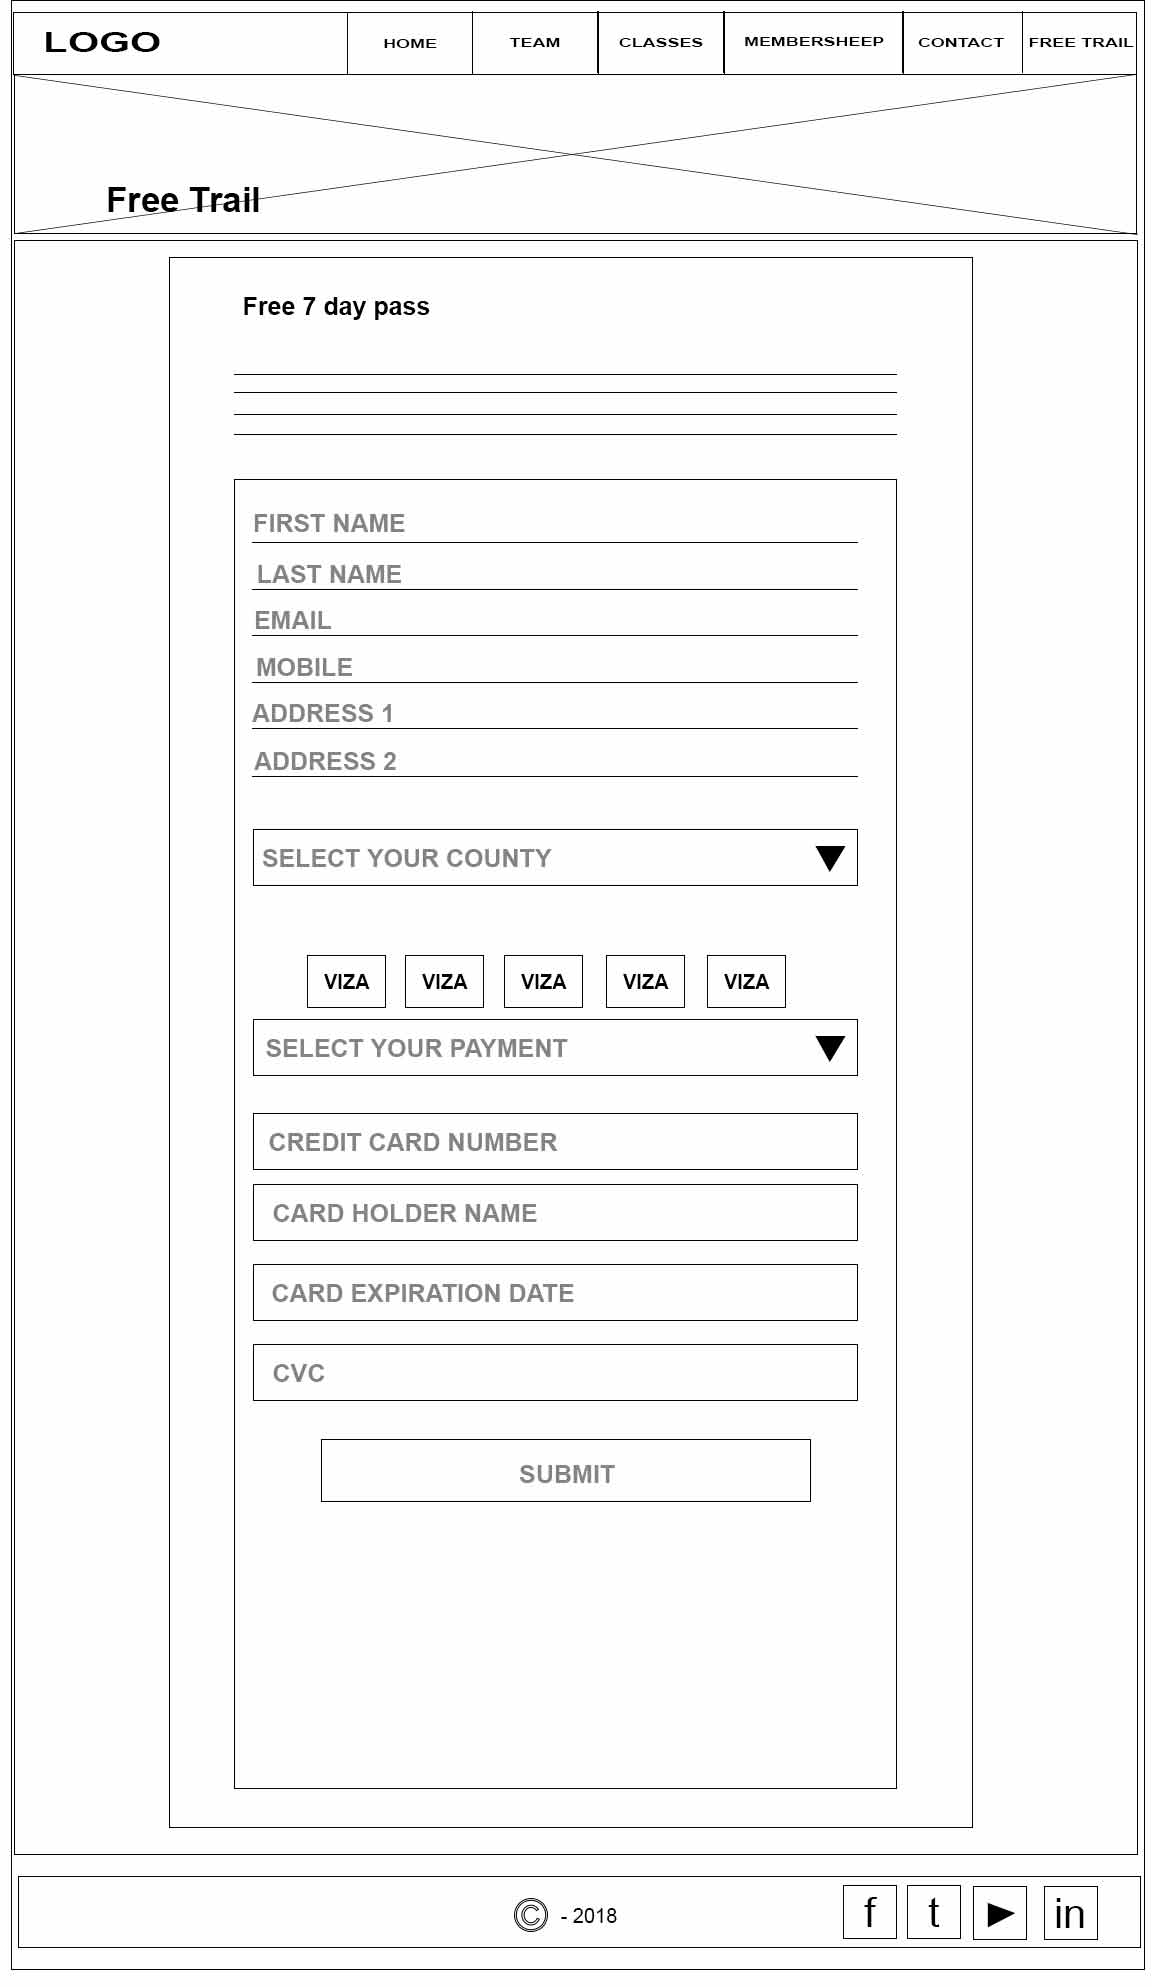 LOGO
HOME
TEAM
CLASSES
MEMBERSHEEP
CONTACT
FREE TRAIL
Free Trail
Free 7 day pass
FIRST NAME
LAST NAME
EMAIL
MOBILE
ADDRESS 1
ADDRESS 2
SELECT YOUR COUNTY
VIZA VIZA VIZA VIZA VIZA
SELECT YOUR PAYMENT
CREDIT CARD NUMBER
CARD HOLDER NAME
CARD EXPIRATION DATE
CVC
SUBMIT
© - 2018
f t in